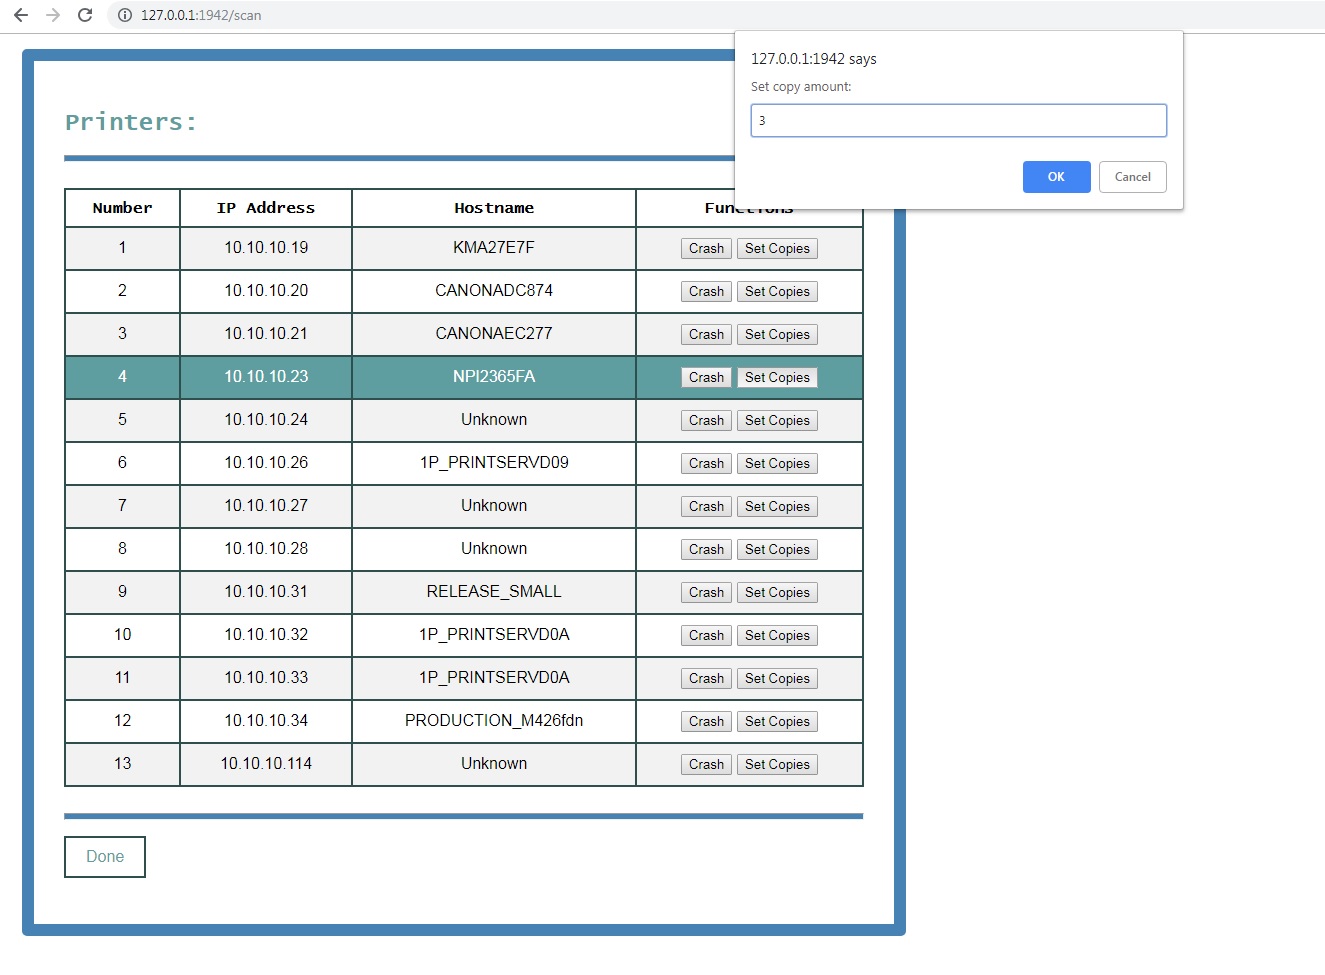 127.0.0.1:1942/scan
127.0.0.1:1942 says
Set copy amount:
3
OK Cancel
Printers:
Number IP Address Hostname Functions
1 10.10.10.19 KMA27E7F Crash Set Copies
2 10.10.10.20 CANONADC874 Crash Set Copies
3 10.10.10.21 CANONAEC277 Crash Set Copies
4 10.10.10.23 NPI2365FA Crash Set Copies
5 10.10.10.24 Unknown Crash Set Copies
6 10.10.10.26 1P_PRINTSERVD09 Crash Set Copies
7 10.10.10.27 Unknown Crash Set Copies
8 10.10.10.28 Unknown Crash Set Copies
9 10.10.10.31 RELEASE_SMALL Crash Set Copies
10 10.10.10.32 1P_PRINTSERVD0A Crash Set Copies
11 10.10.10.33 1P_PRINTSERVD0A Crash Set Copies
12 10.10.10.34 PRODUCTION_M426fdn Crash Set Copies
13 10.10.10.114 Unknown Crash Set Copies
Done